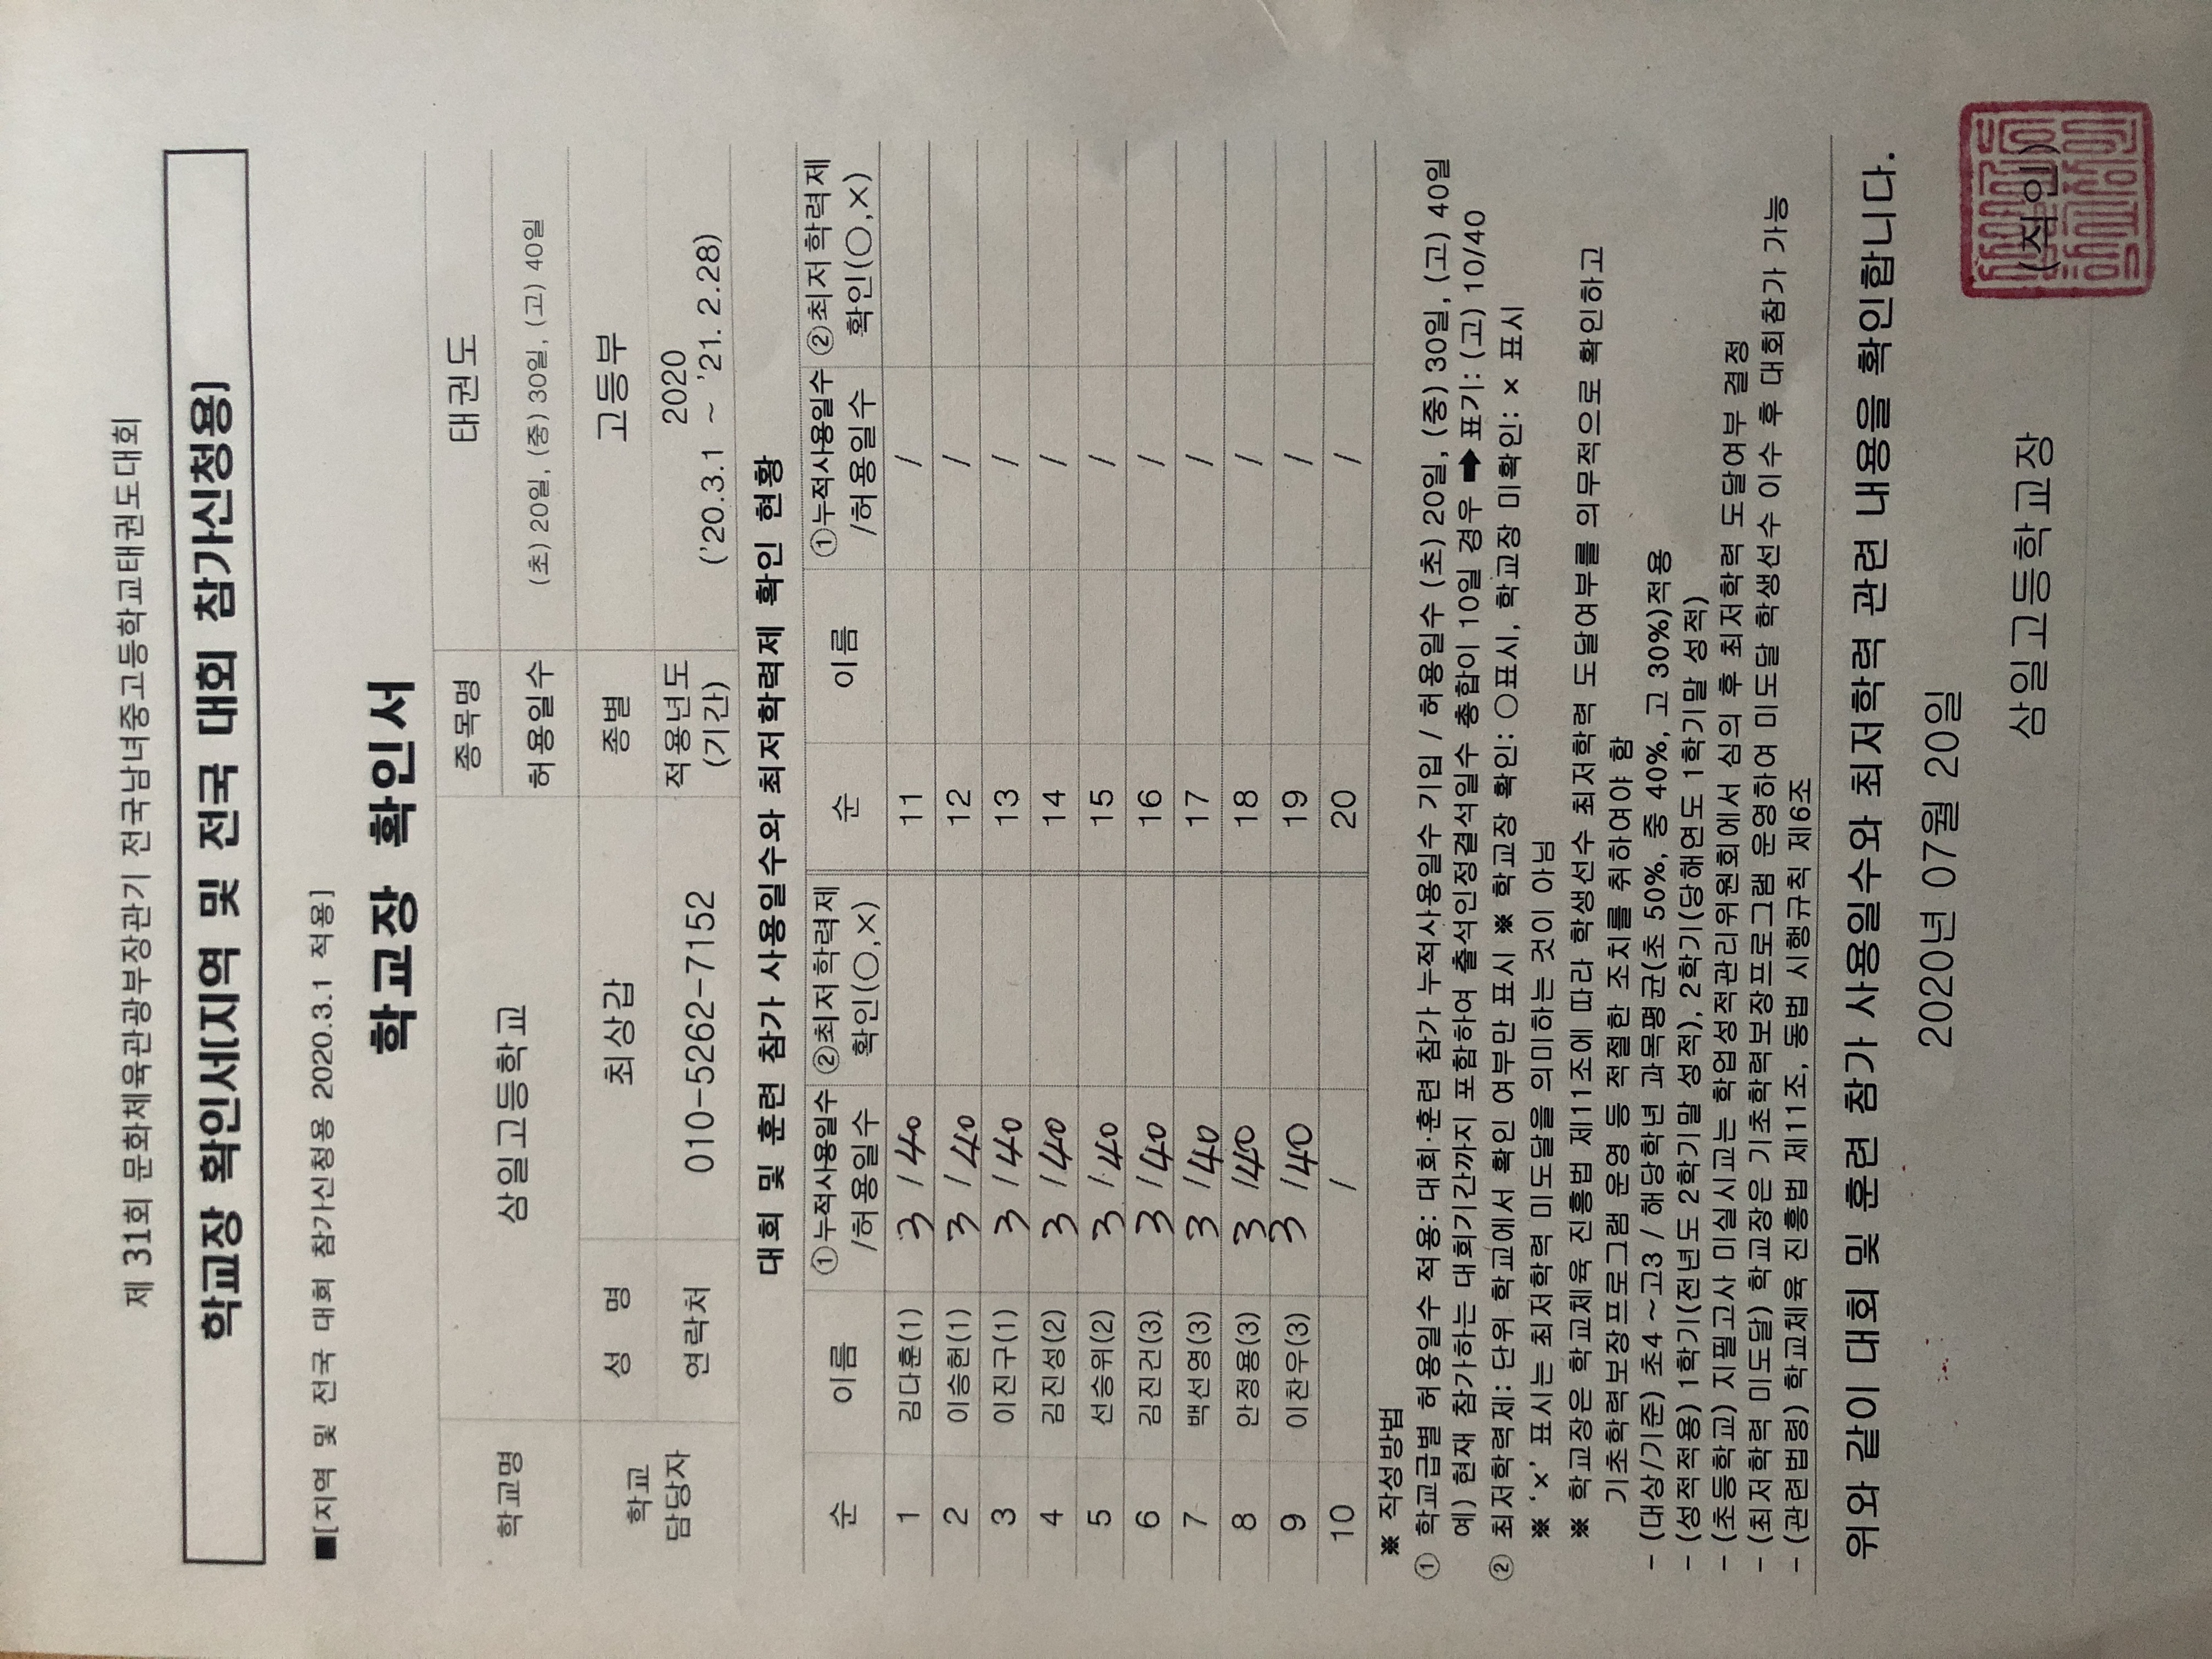 제 31회 문화체육관광부장관기 전국남녀중고등학교태권도대회
학교장 확인서(지역 및 전국 대회 참가신청용)
■[지역 및 전국 대회 참가신청용 2020.3.1 적용]
학교장 확인서
학교명 삼일고등학교 종목명 태권도
허용일수 (초) 20일, (중) 30일, (고) 40일
학교 담당자 성 명 최상갑 종별 고등부
연락처 010-5262-7152 적용년도 (기간) 2020
('20.3.1 ~ '21.2.28)
대회 및 훈련 참가 사용일수와 최저학력제 확인 현황
순 이름 ①누적사용일수 /허용일수 ②최저학력제 확인(○,×) 순 이름 ①누적사용일수 /허용일수 ②최저학력제 확인(○,×)
1 김다훈(1) 3 / 40 11 /
2 이승헌(1) 3 / 40 12 /
3 이진구(1) 3 / 40 13 /
4 김진성(2) 3 / 40 14 /
5 선승위(2) 3 / 40 15 /
6 김진건(3) 3 / 40 16 /
7 백선영(3) 3 / 40 17 /
8 안정용(3) 3 / 40 18 /
9 이찬우(3) 3 / 40 19 /
10 / 20 /
※ 작성방법
① 학교급별 허용일수 적용: 대회·훈련 참가 누적사용일수 기입 / 허용일수 (초) 20일, (중) 30일, (고) 40일
예) 현재 참가하는 대회기간까지 포함하여 출석인정결석일수 총합이 10일 경우 ➡ 표기: (고) 10/40
② 최저학력제: 단위 학교에서 확인 여부만 표시 ※ 학교장 확인: ○표시, 학교장 미확인: × 표시
※ '×' 표시는 최저학력 미도달을 의미하는 것이 아님
※ 학교장은 학교체육 진흥법 제11조에 따라 학생선수 최저학력 도달여부를 의무적으로 확인하고
기초학력보장프로그램 운영 등 적절한 조치를 취하여야 함
- (대상/기준) 초4 ~ 고3 / 해당학년 과목평균(초 50%, 중 40%, 고 30%)적용
- (성적적용) 1학기(전년도 2학기말 성적), 2학기(당해연도 1학기말 성적)
- (초등학교) 지필고사 미실시교는 학업성적관리위원회에서 심의 후 최저학력 도달여부 결정
- (최저학력 미도달) 학교장은 기초학력보장프로그램 운영하여 미도달 학생선수 이수 후 대회참가 가능
- (관련법령) 학교체육 진흥법 제11조, 동법 시행규칙 제6조
위와 같이 대회 및 훈련 참가 사용일수와 최저학력 관련 내용을 확인합니다.
2020년 07월 20일
삼일고등학교장 (직인)